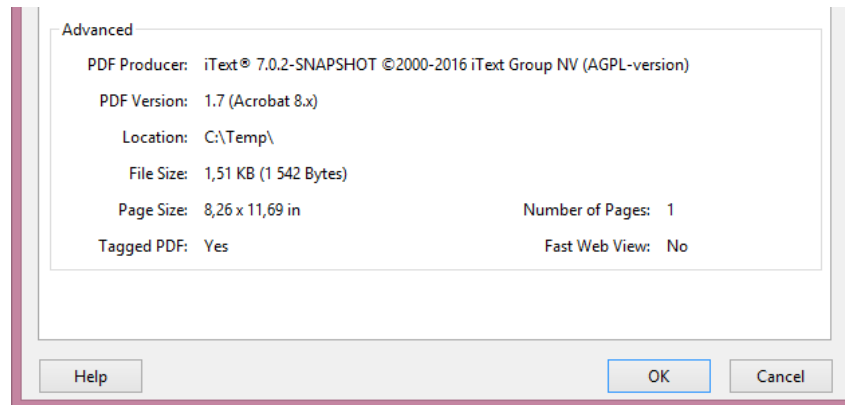 Advanced
PDF Producer: iText® 7.0.2-SNAPSHOT ©2000-2016 iText Group NV (AGPL-version)
PDF Version: 1.7 (Acrobat 8.x)
Location: C:\Temp\
File Size: 1,51 KB (1 542 Bytes)
Page Size: 8,26 x 11,69 in Number of Pages: 1
Tagged PDF: Yes Fast Web View: No
Help OK Cancel